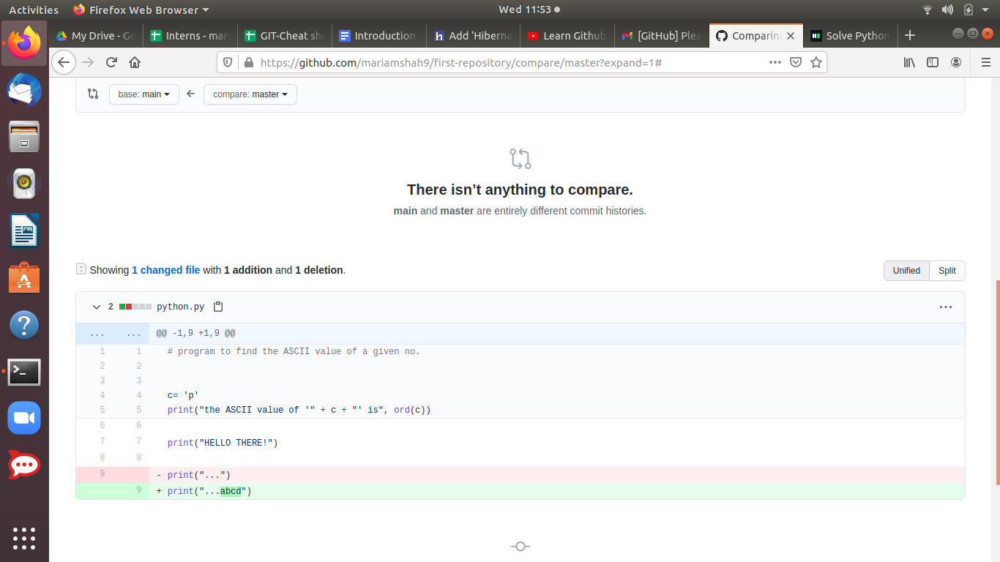 Activities Firefox Web Browser Wed 11:53
My Drive - Go Interns - mar GIT-Cheat she Introduction Add ‘Hiberna Learn Github [GitHub] Plea Comparing Solve Python
https://github.com/mariamshah9/first-repository/compare/master?expand=1#
base: main compare: master
There isn’t anything to compare.
main and master are entirely different commit histories.
Showing 1 changed file with 1 addition and 1 deletion.
Unified Split
2 python.py
... ... @@ -1,9 +1,9 @@
1 1 # program to find the ASCII value of a given no.
2 2
3 3
4 4 c= 'p'
5 5 print("the ASCII value of '" + c + "' is", ord(c))
6 6
7 7 print("HELLO THERE!")
8 8
9 - print("...")
9 + print("...abcd")